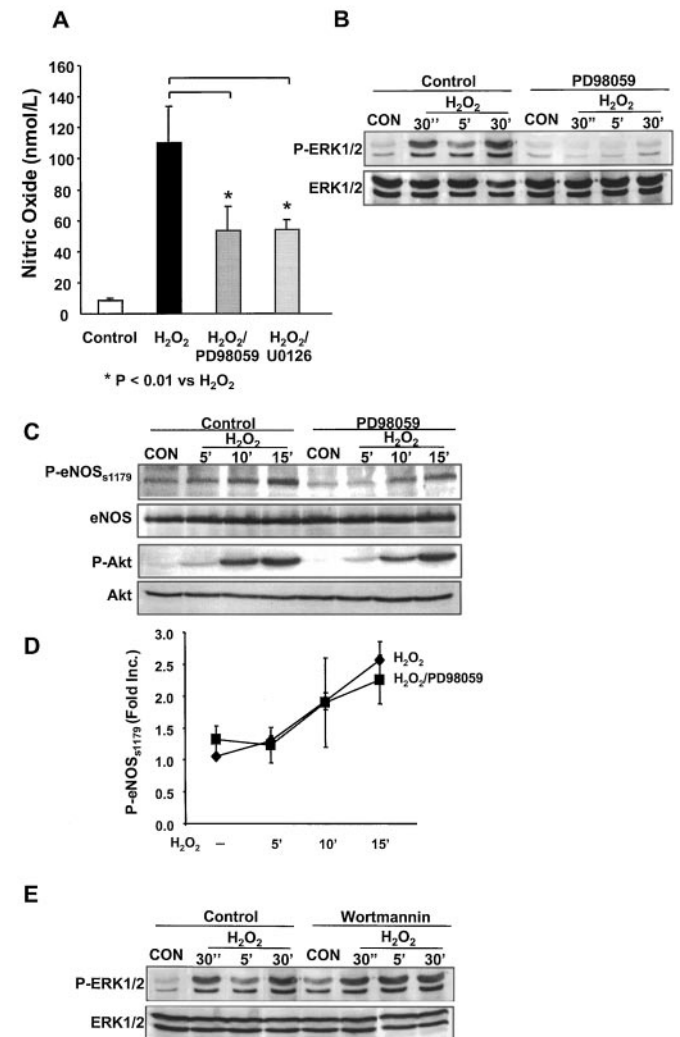 A
Nitric Oxide (nmol/L)
160
140
120
100
80
60
40
20
0
Control H₂O₂ H₂O₂/ H₂O₂/
PD98059 U0126
* *
* P < 0.01 vs H₂O₂
B
Control PD98059
H₂O₂ H₂O₂
CON 30'' 5' 30' CON 30'' 5' 30'
P-ERK1/2
ERK1/2
C
Control PD98059
H₂O₂ H₂O₂
CON 5' 10' 15' CON 5' 10' 15'
P-eNOSs1179
eNOS
P-Akt
Akt
D
P-eNOSs1179 (Fold Inc.)
3.0
2.5
2.0
1.5
1.0
0.5
0.0
H₂O₂
H₂O₂/PD98059
H₂O₂ – 5' 10' 15'
E
Control Wortmannin
H₂O₂ H₂O₂
CON 30'' 5' 30' CON 30'' 5' 30'
P-ERK1/2
ERK1/2